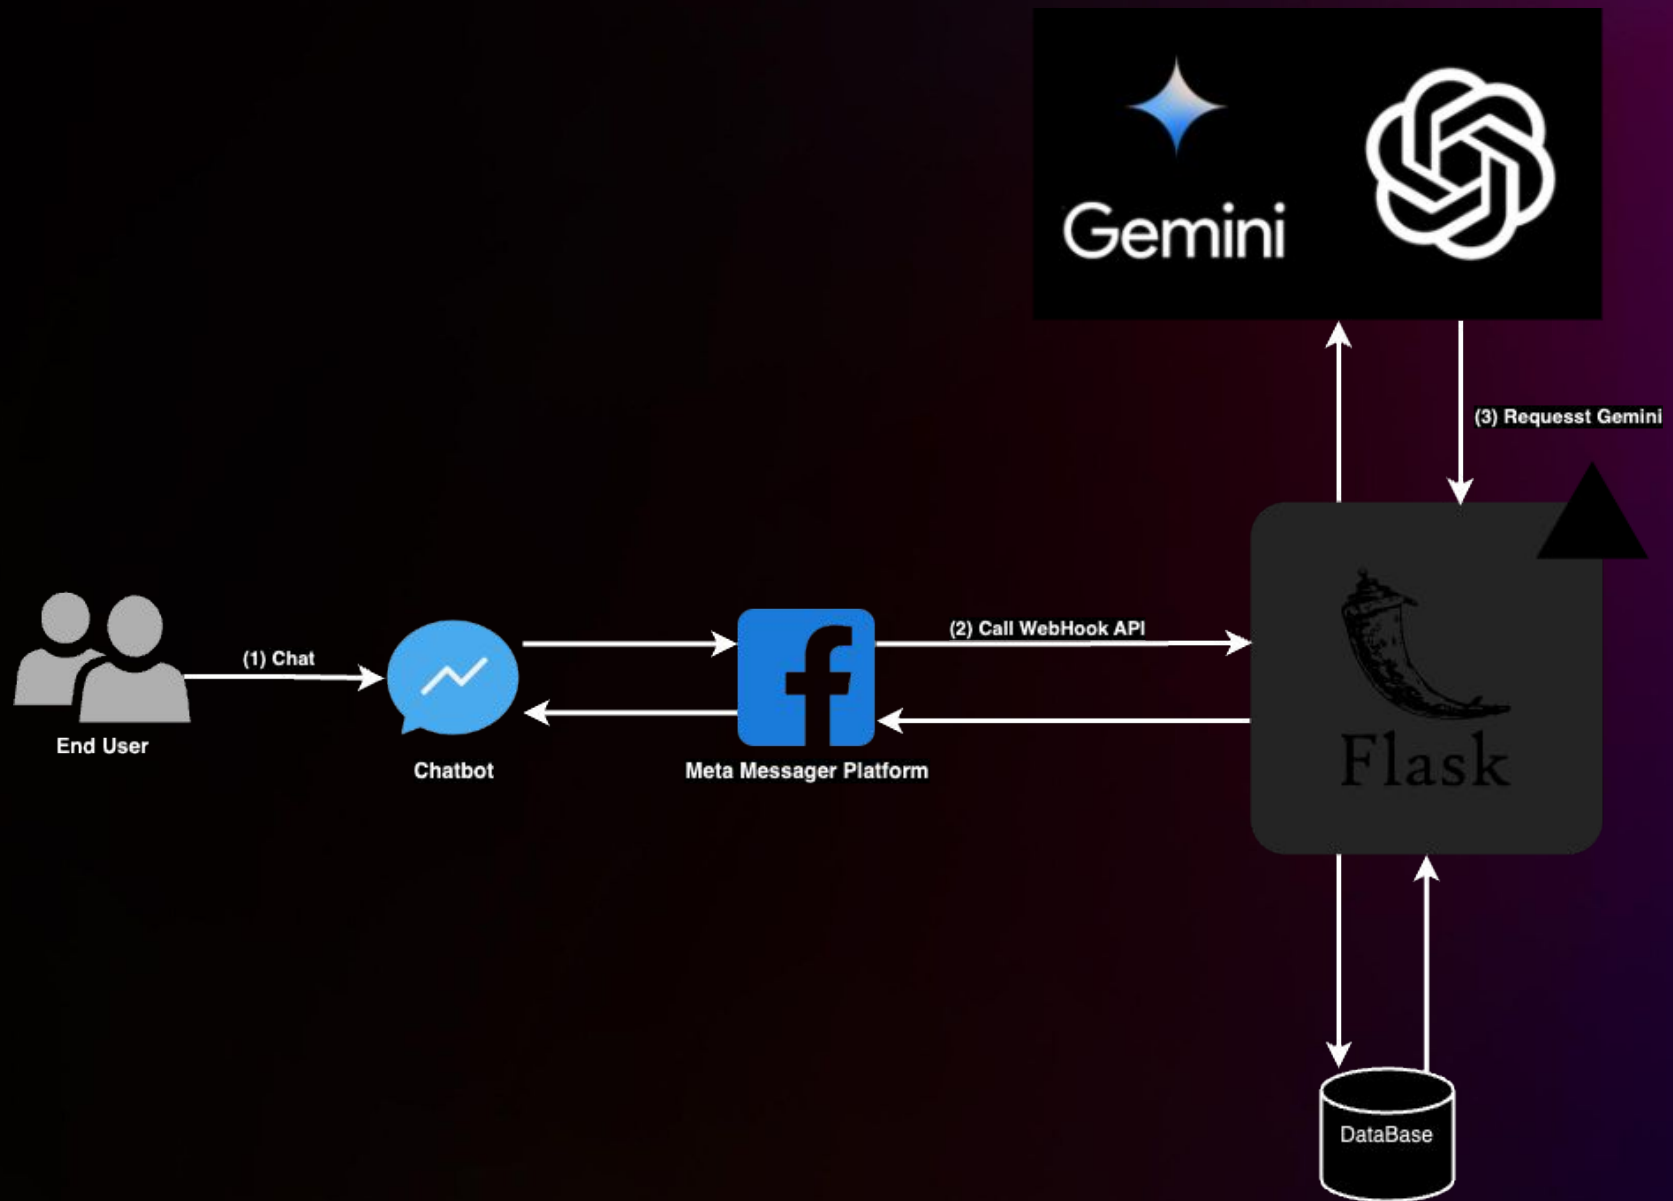 Gemini
(3) Requesst Gemini
(1) Chat
(2) Call WebHook API
End User
Chatbot
Meta Messager Platform
Flask
DataBase